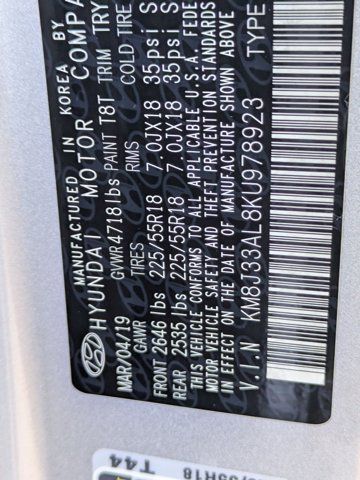 MANUFACTURED IN KOREA BY
HYUNDAI MOTOR COMPA
MAR/04/19 GVWR 4718 lbs PAINT T8T TRIM TRY
GAWR TIRES RIMS COLD TIRE
FRONT 2646 lbs 225/55R18 7.0JX18 35psi S
REAR 2535 lbs 225/55R18 7.0JX18 35psi S
THIS VEHICLE CONFORMS TO ALL APPLICABLE U.S.A. FEDE
MOTOR VEHICLE SAFETY AND THEFT PREVENTION STANDARDS
IN EFFECT ON THE DATE OF MANUFACTURE SHOWN ABOVE
V.I.N KM8J33AL8KU978923 TYPE
T44
/55R18